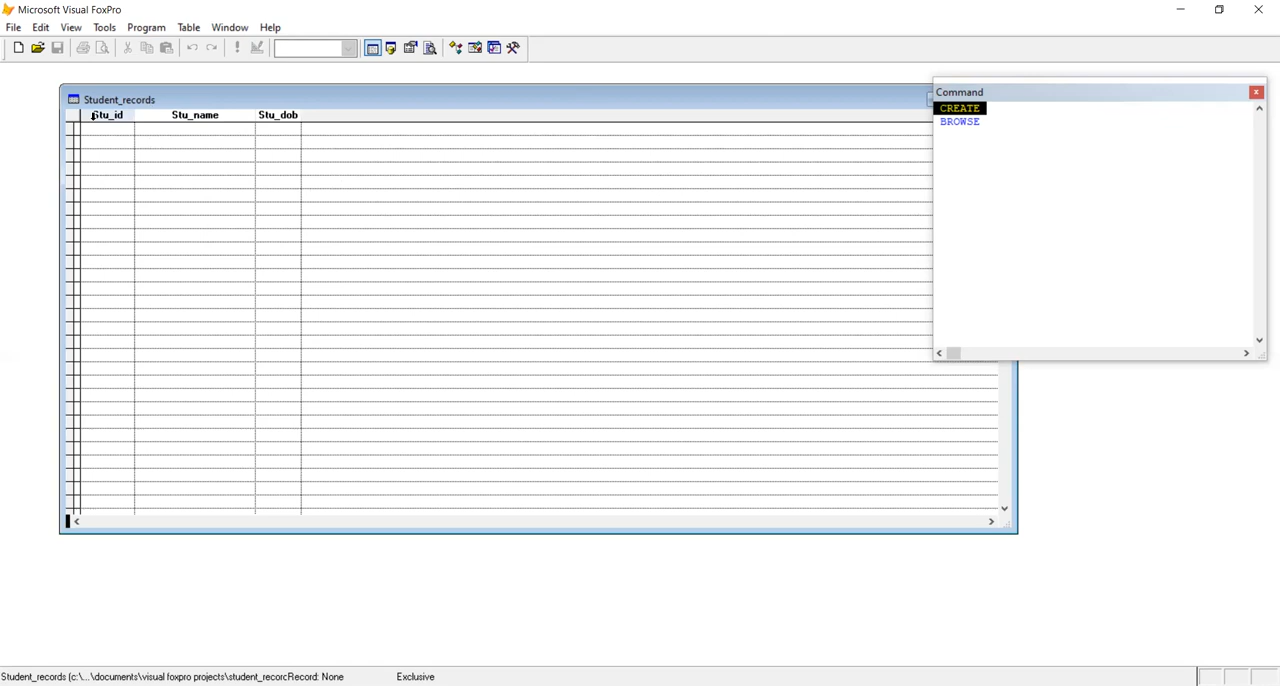 Microsoft Visual FoxPro
File Edit View Tools Program Table Window Help
Student_records
Stu_id Stu_name Stu_dob
Command
CREATE
BROWSE
Student_records (c:\...\documents\visual foxpro projects\student_recorcRecord: None Exclusive